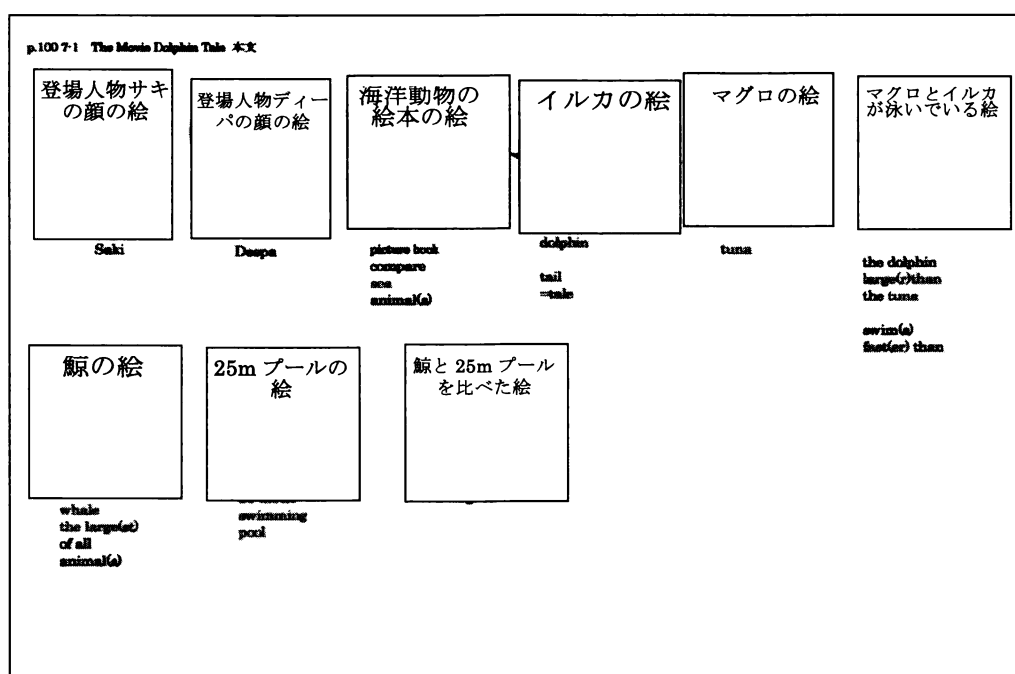 p.100 7-1 The Movie Dolphin Tale 本文
登場人物サキ
の顔の絵
Saki
登場人物ディー
パの顔の絵
Deepa
海洋動物の
絵本の絵
picture book
compare
sea
animal(s)
イルカの絵
dolphin
tail
=tale
マグロの絵
tuna
マグロとイルカ
が泳いでいる絵
the dolphin
large(r)than
the tuna
swim(s)
fast(er) than
鯨の絵
whale
the large(st)
of all
animal(s)
25m プールの
絵
swimming
pool
鯨と 25m プール
を比べた絵